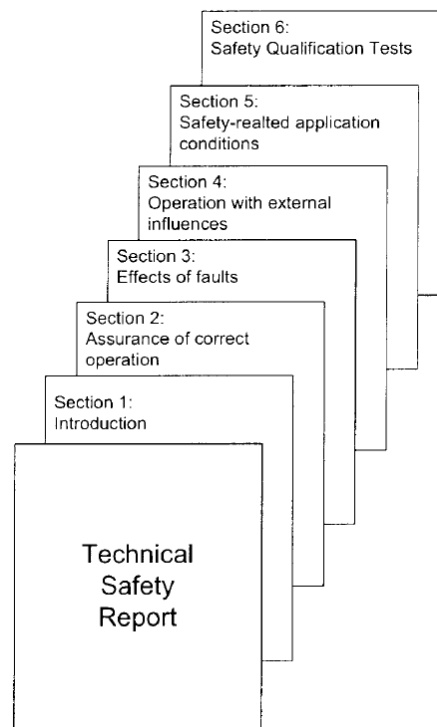 Section 6:
Safety Qualification Tests
Section 5:
Safety-realted application
conditions
Section 4:
Operation with external
influences
Section 3:
Effects of faults
Section 2:
Assurance of correct
operation
Section 1:
Introduction
Technical
Safety
Report